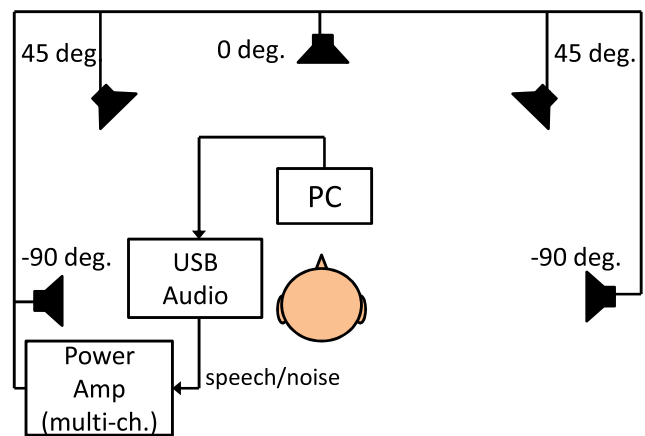 45 deg.
0 deg.
45 deg.
PC
-90 deg.
USB
Audio
-90 deg.
Power
Amp
(multi-ch.)
speech/noise